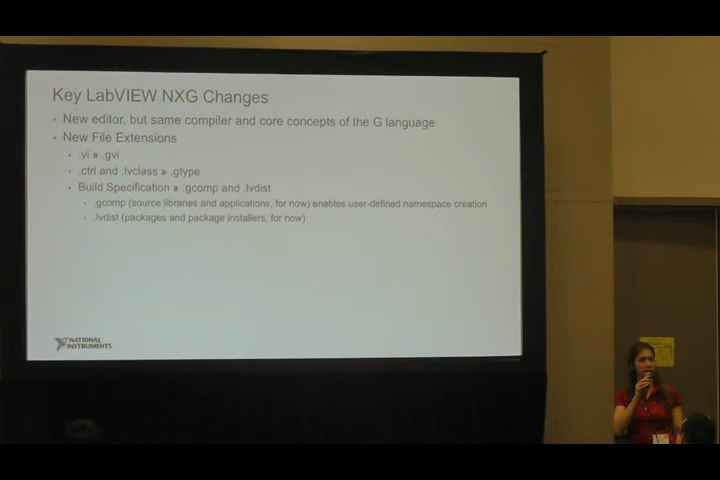 Key LabVIEW NXG Changes
New editor, but same compiler and core concepts of the G language
New File Extensions
.vi » .gvi
.ctrl and .lvclass » .gtype
Build Specification » .gcomp and .lvdist
.gcomp (source libraries and applications, for now) enables user-defined namespace creation
.lvdist (packages and package installers, for now)
NATIONAL
INSTRUMENTS